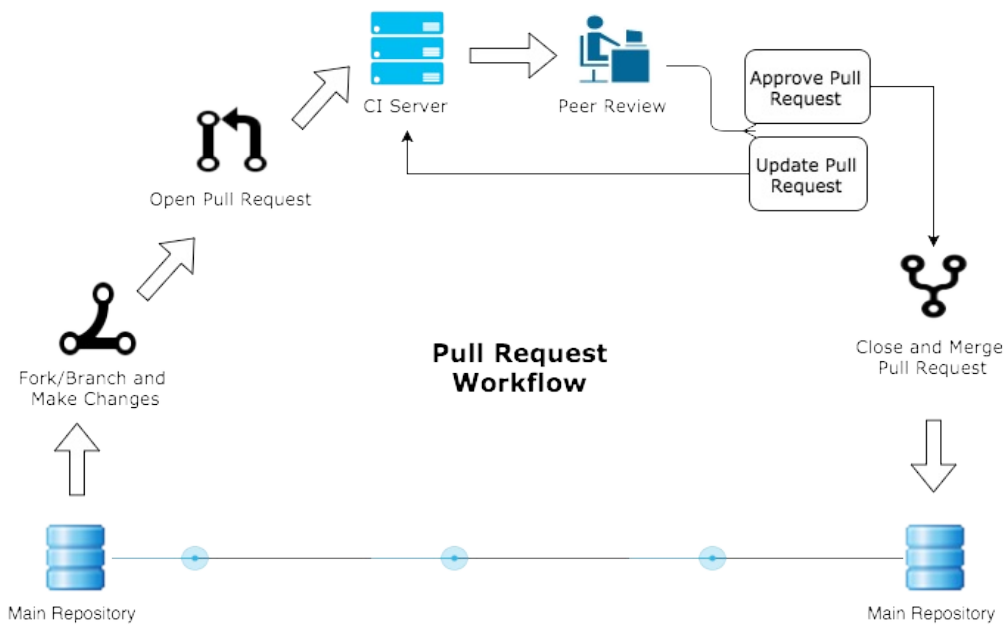 CI Server
Peer Review
Approve Pull
Request
Update Pull
Request
Open Pull Request
Fork/Branch and
Make Changes
Pull Request
Workflow
Close and Merge
Pull Request
Main Repository
Main Repository